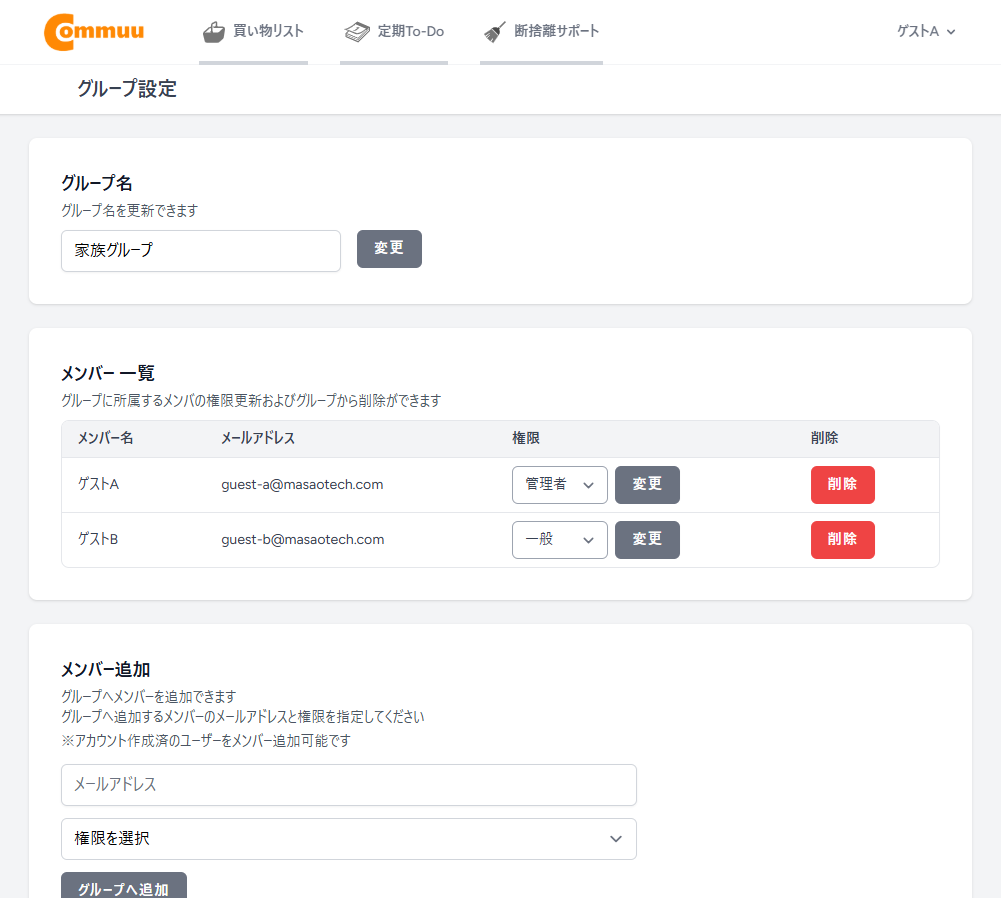 Commuu
買い物リスト
定期To-Do
断捨離サポート
ゲストA
グループ設定
グループ名
グループ名を更新できます
家族グループ
変更
メンバー 一覧
グループに所属するメンバの権限更新およびグループから削除ができます
メンバー名 メールアドレス 権限 削除
ゲストA guest-a@masaotech.com 管理者 変更 削除
ゲストB guest-b@masaotech.com 一般 変更 削除
メンバー追加
グループへメンバーを追加できます
グループへ追加するメンバーのメールアドレスと権限を指定してください
※アカウント作成済のユーザーをメンバー追加可能です
メールアドレス
権限を選択
グループへ追加